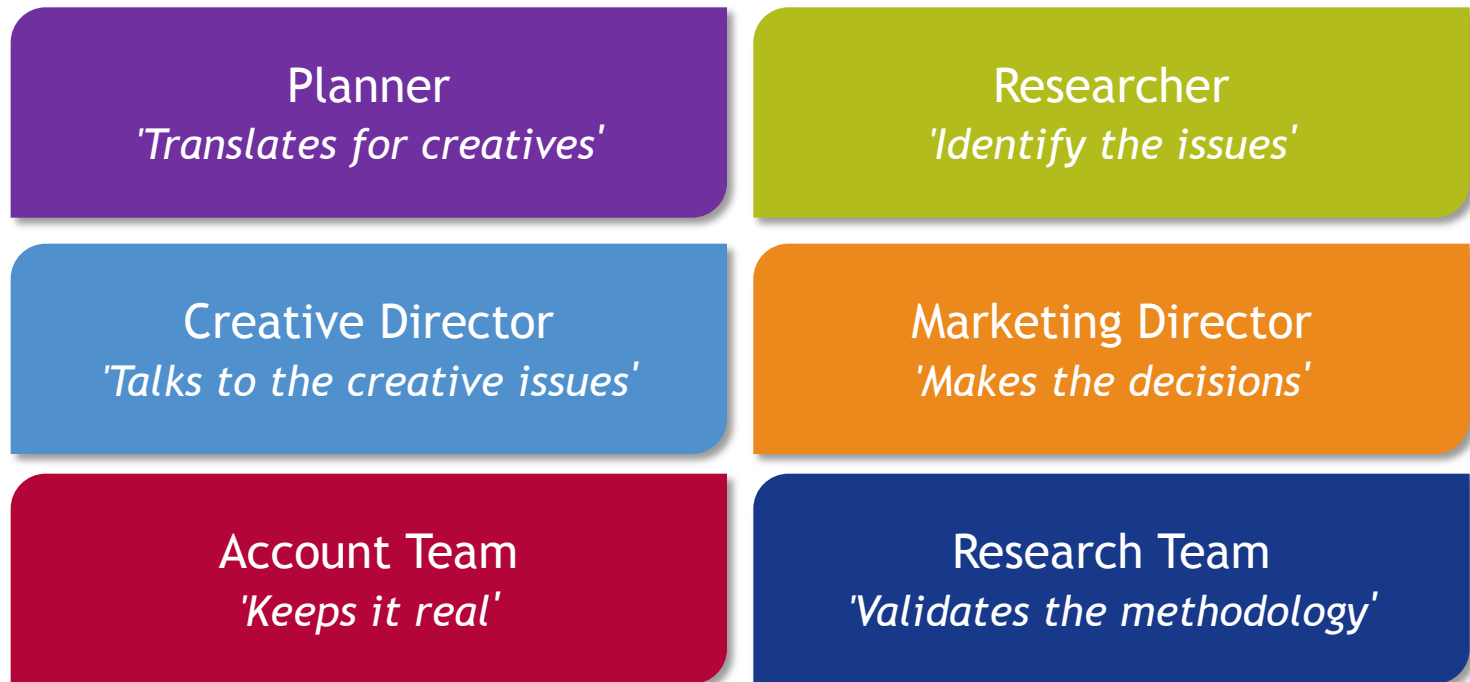 Planner
'Translates for creatives'
Researcher
'Identify the issues'
Creative Director
'Talks to the creative issues'
Marketing Director
'Makes the decisions'
Account Team
'Keeps it real'
Research Team
'Validates the methodology'